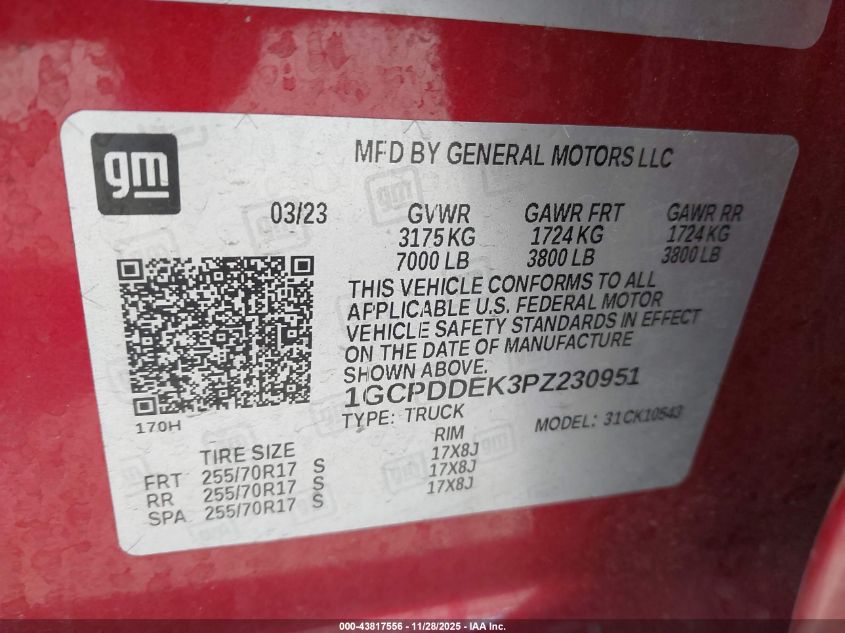 gm
MFD BY GENERAL MOTORS LLC
03/23 GVWR GAWR FRT GAWR RR
3175 KG 1724 KG 1724 KG
7000 LB 3800 LB 3800 LB
THIS VEHICLE CONFORMS TO ALL
APPLICABLE U.S. FEDERAL MOTOR
VEHICLE SAFETY STANDARDS IN EFFECT
ON THE DATE OF MANUFACTURE
SHOWN ABOVE.
1GCPDDEK3PZ230951
170H
TYPE: TRUCK MODEL: 31CK10543
TIRE SIZE RIM
FRT 255/70R17 S 17X8J
RR 255/70R17 S 17X8J
SPA 255/70R17 S 17X8J
000-43817556 — 11/28/2025 — IAA Inc.